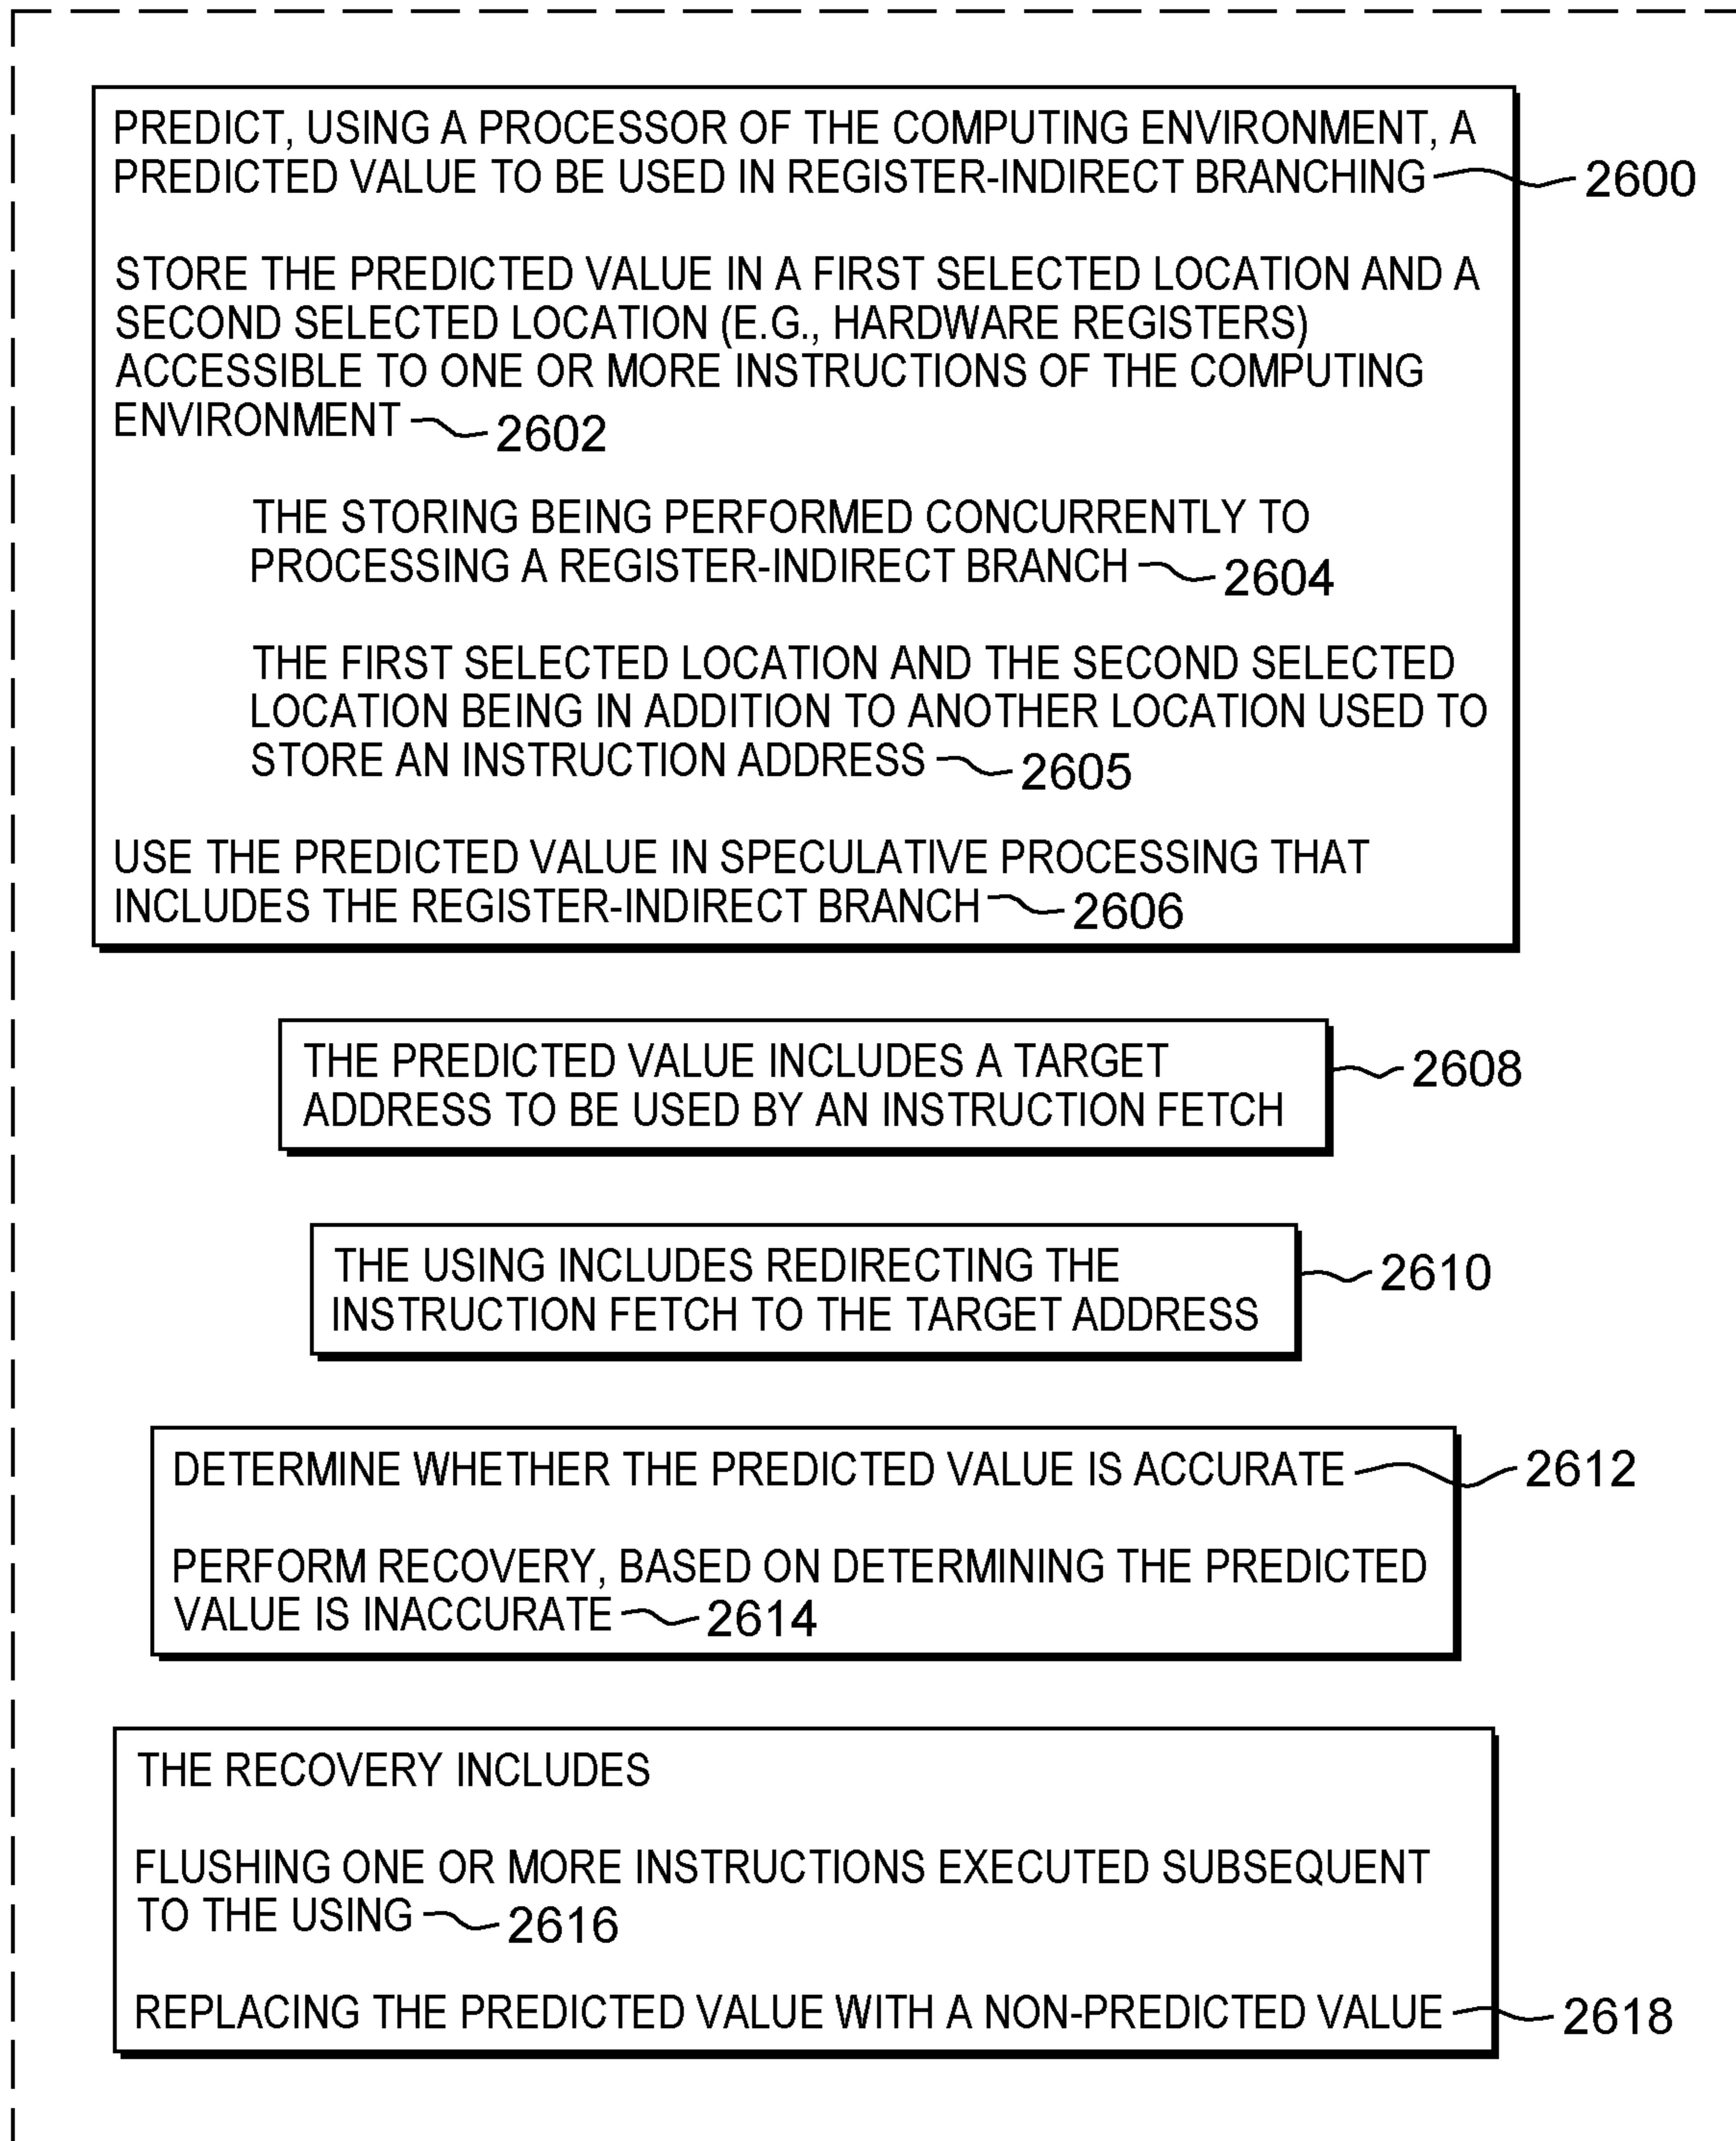 PREDICT, USING A PROCESSOR OF THE COMPUTING ENVIRONMENT, A
PREDICTED VALUE TO BE USED IN REGISTER-INDIRECT BRANCHING 2600
STORE THE PREDICTED VALUE IN A FIRST SELECTED LOCATION AND A
SECOND SELECTED LOCATION (E.G., HARDWARE REGISTERS)
ACCESSIBLE TO ONE OR MORE INSTRUCTIONS OF THE COMPUTING
ENVIRONMENT 2602
THE STORING BEING PERFORMED CONCURRENTLY TO
PROCESSING A REGISTER-INDIRECT BRANCH 2604
THE FIRST SELECTED LOCATION AND THE SECOND SELECTED
LOCATION BEING IN ADDITION TO ANOTHER LOCATION USED TO
STORE AN INSTRUCTION ADDRESS 2605
USE THE PREDICTED VALUE IN SPECULATIVE PROCESSING THAT
INCLUDES THE REGISTER-INDIRECT BRANCH 2606
THE PREDICTED VALUE INCLUDES A TARGET 2608
ADDRESS TO BE USED BY AN INSTRUCTION FETCH
THE USING INCLUDES REDIRECTING THE 2610
INSTRUCTION FETCH TO THE TARGET ADDRESS
DETERMINE WHETHER THE PREDICTED VALUE IS ACCURATE 2612
PERFORM RECOVERY, BASED ON DETERMINING THE PREDICTED
VALUE IS INACCURATE 2614
THE RECOVERY INCLUDES
FLUSHING ONE OR MORE INSTRUCTIONS EXECUTED SUBSEQUENT
TO THE USING 2616
REPLACING THE PREDICTED VALUE WITH A NON-PREDICTED VALUE 2618